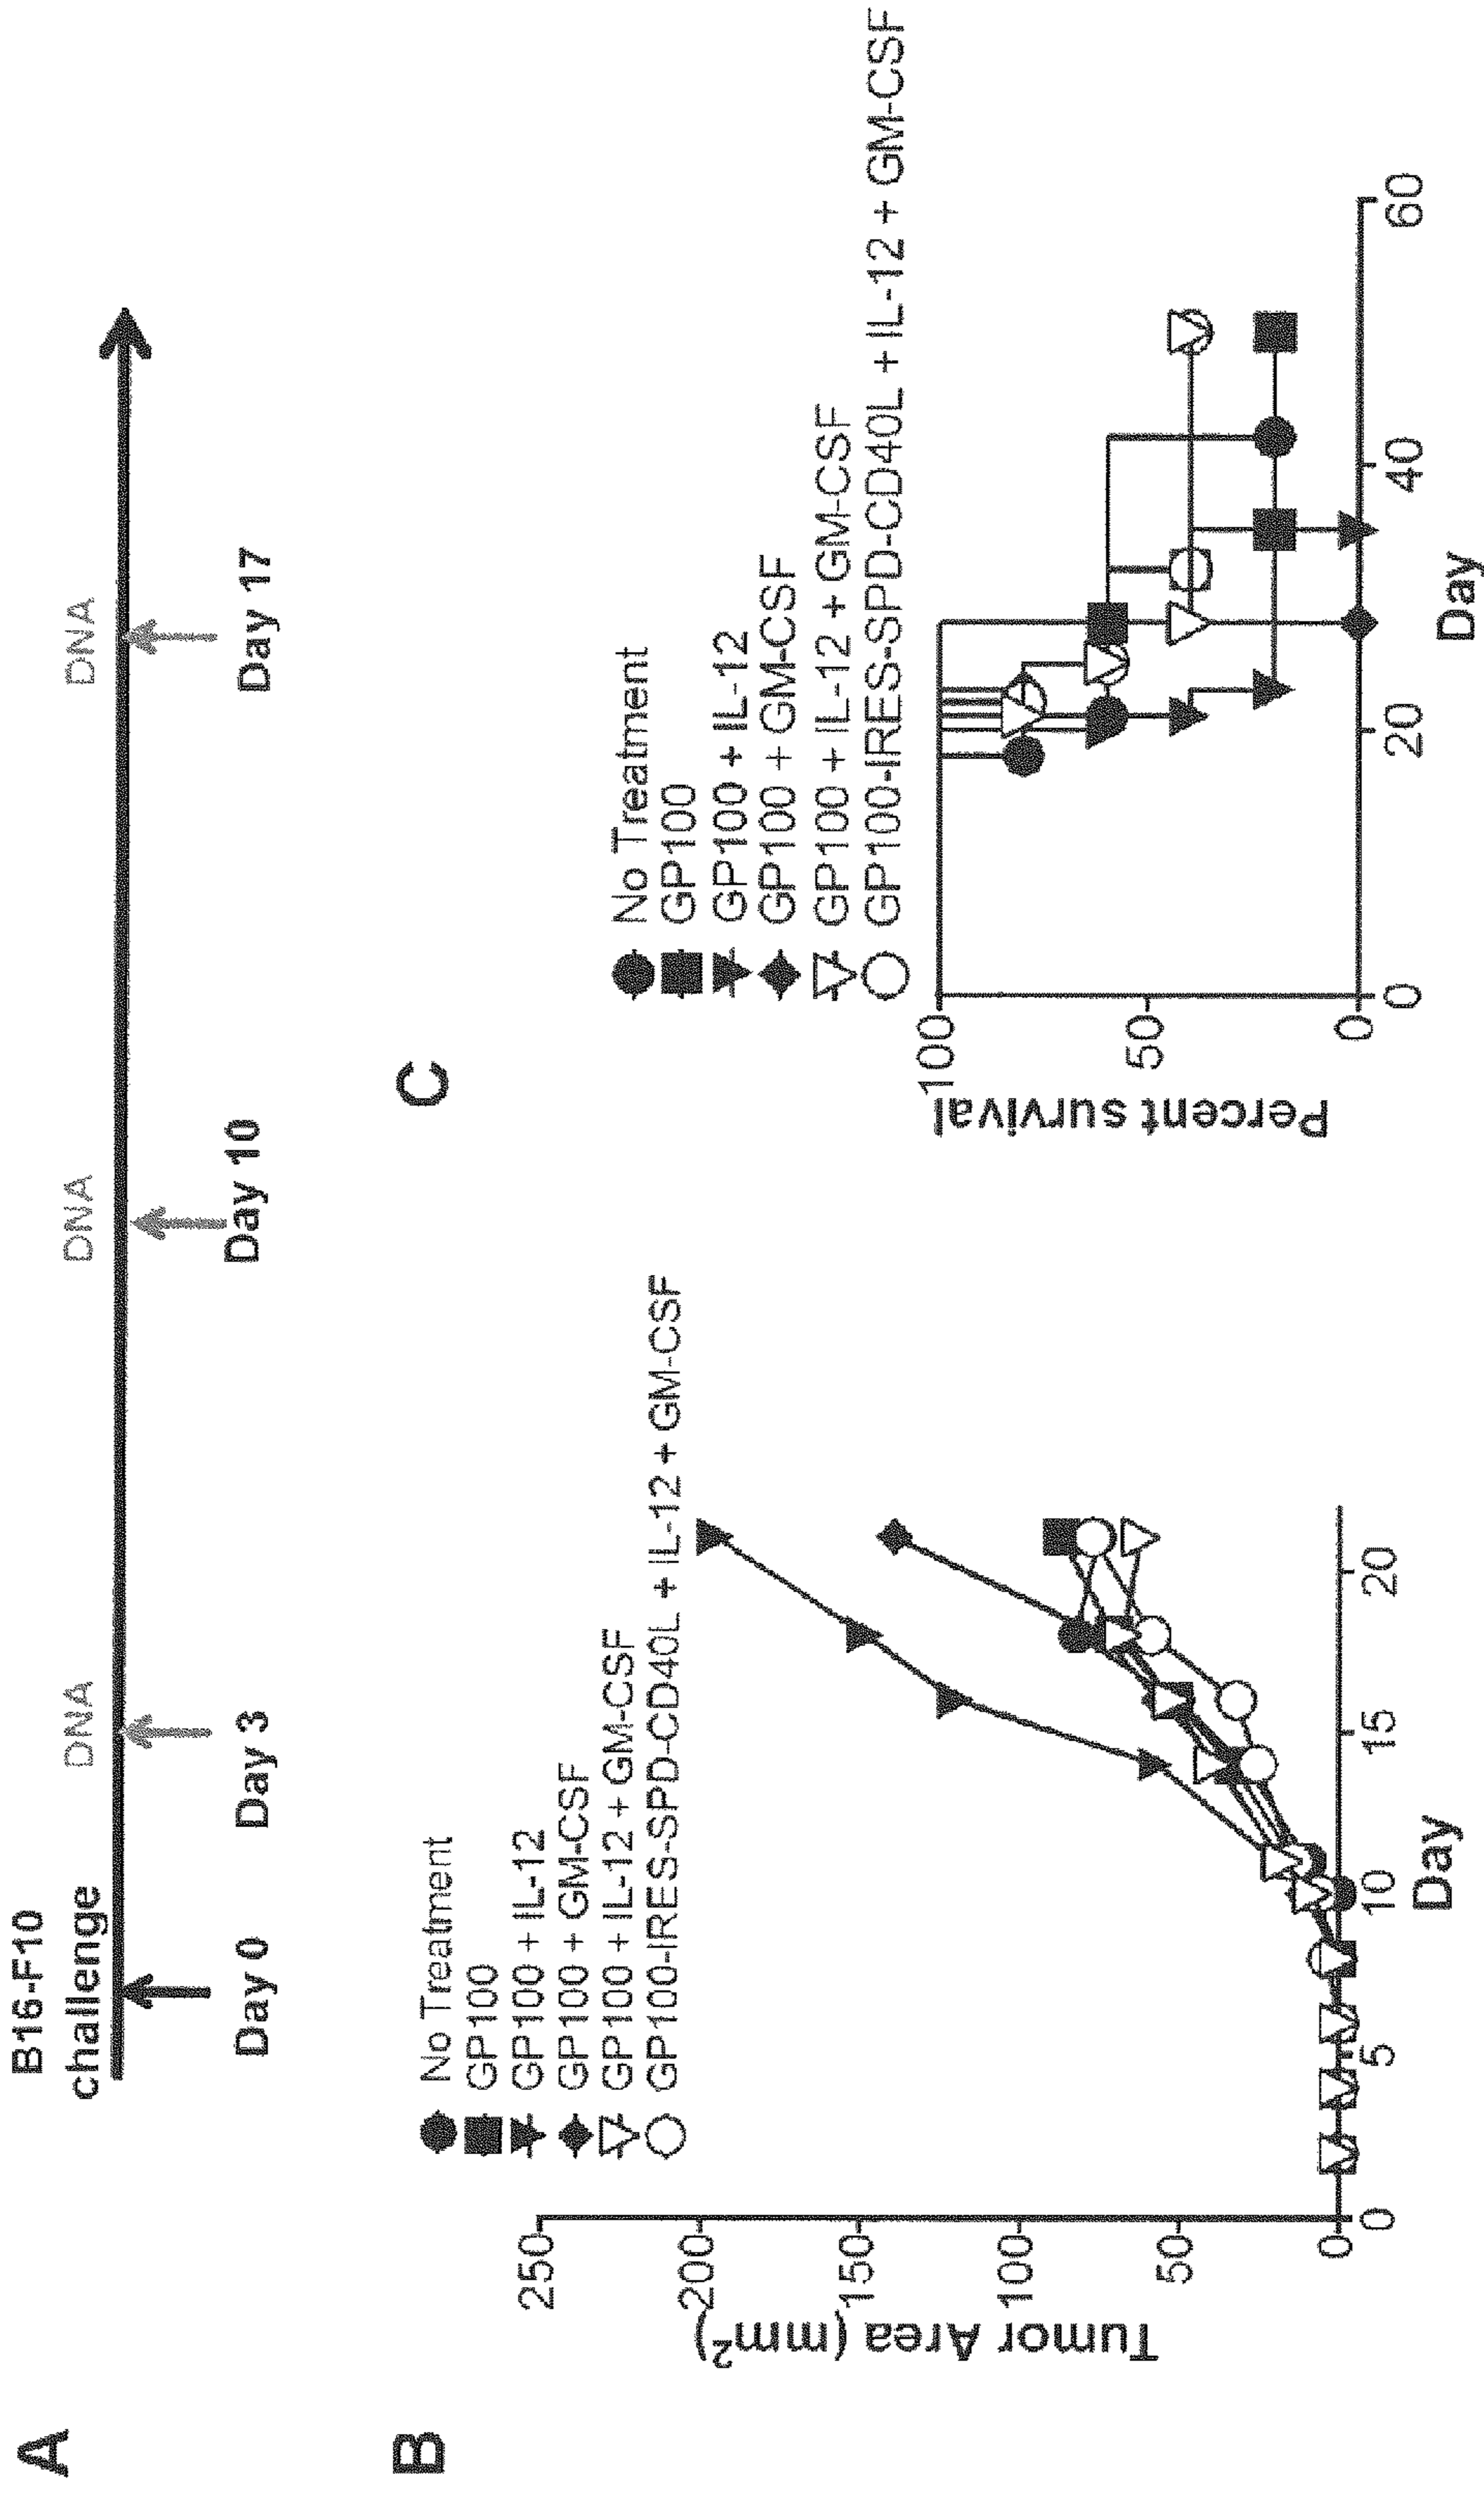 A
B16-F10
challenge
DNA
DNA
DNA
Day 0
Day 3
Day 10
Day 17
B
No Treatment
GP100
GP100 + IL-12
GP100 + GM-CSF
GP100 + IL-12 + GM-CSF
GP100-IRES-SPD-CD40L + IL-12 + GM-CSF
Tumor Area (mm²)
250
200
150
100
50
0
0
5
10
15
20
Day
C
No Treatment
GP100
GP100 + IL-12
GP100 + GM-CSF
GP100 + IL-12 + GM-CSF
GP100-IRES-SPD-CD40L + IL-12 + GM-CSF
Percent survival
100
50
0
0
20
40
60
Day